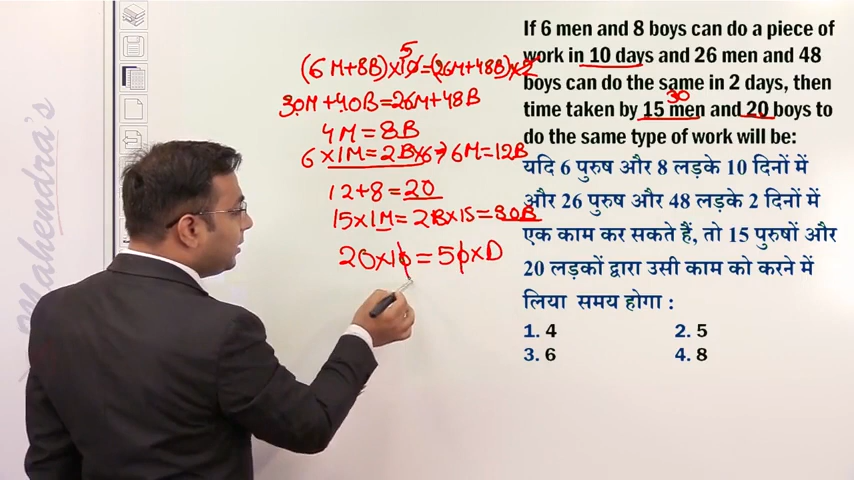 Mahendra's
(6M+8B)×10 5=(26M+48B)×2
30M+40B=26M+48B
4M=8B
6×1M=2B×6⇒6M=12B
12+8=20
15×1M=2B×15=30B
20×10=50×D
If 6 men and 8 boys can do a piece of
work in 10 days and 26 men and 48
boys can do the same in 2 days, then
30
time taken by 15 men and 20 boys to
do the same type of work will be:
यदि 6 पुरुष और 8 लड़के 10 दिनों में
और 26 पुरुष और 48 लड़के 2 दिनों में
एक काम कर सकते हैं, तो 15 पुरुषों और
20 लड़कों द्वारा उसी काम को करने में
लिया समय होगा :
1. 4 2. 5
3. 6 4. 8